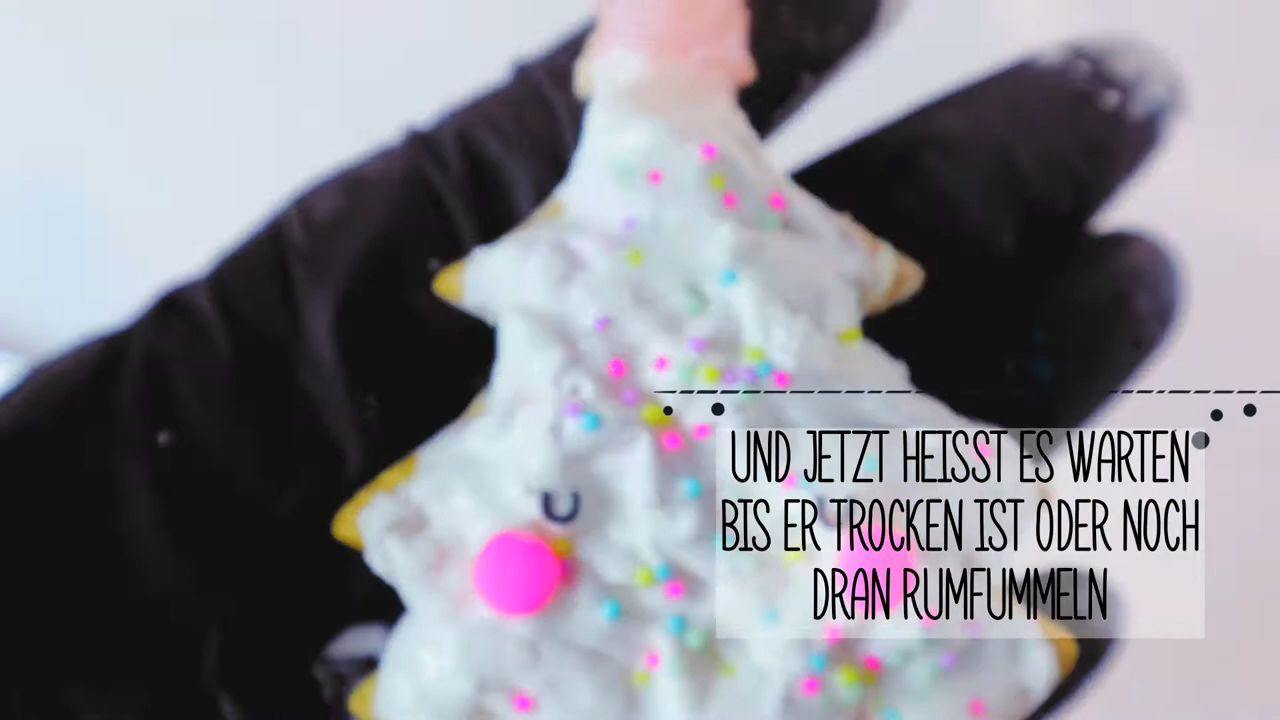 UND JETZT HEISST ES WARTEN
BIS ER TROCKEN IST ODER NOCH
DRAN RUMFUMMELN